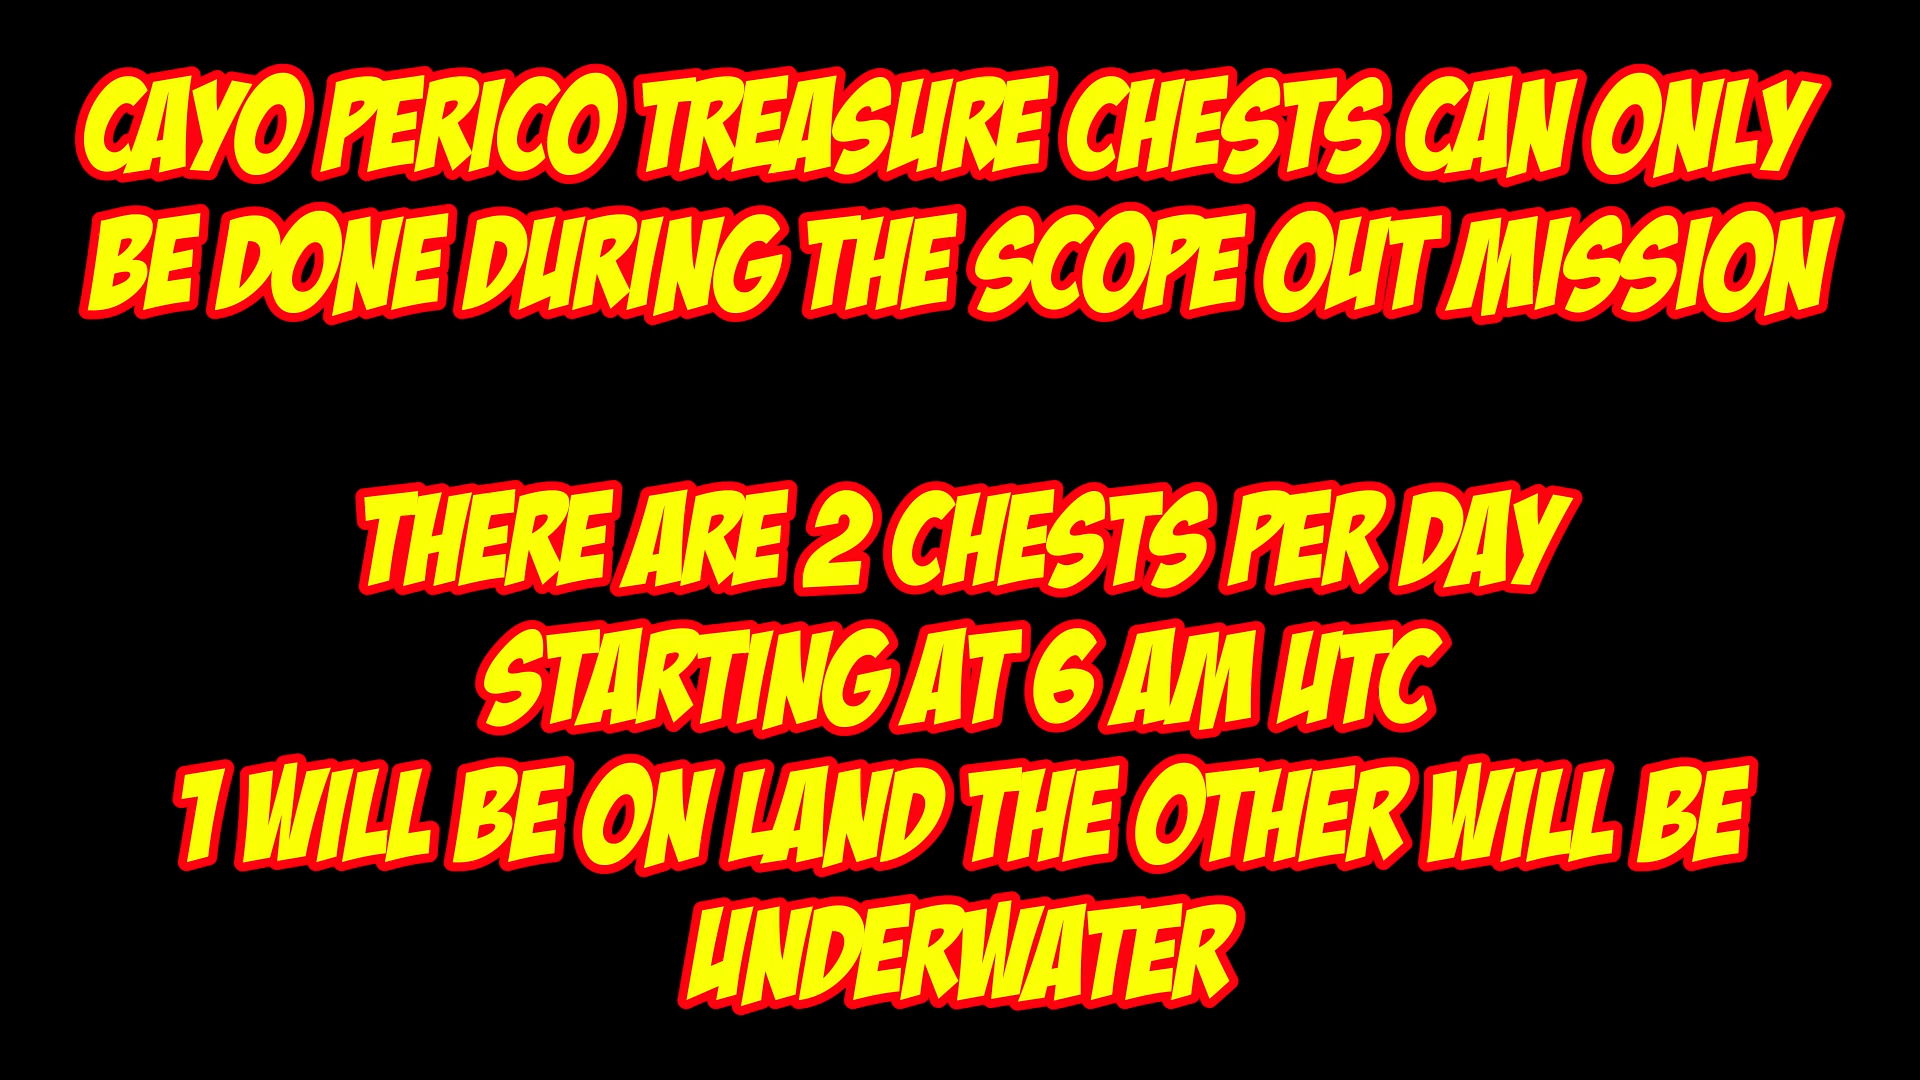 CAYO PERICO TREASURE CHESTS CAN ONLY
BE DONE DURING THE SCOPE OUT MISSION
THERE ARE 2 CHESTS PER DAY
STARTING AT 6 AM UTC
1 WILL BE ON LAND THE OTHER WILL BE
UNDERWATER